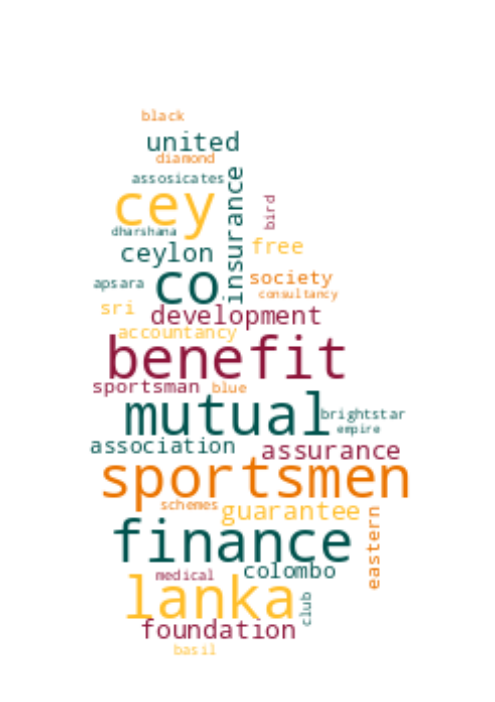 black
united
diamond
assosicates
insurance
cey
bird
dharshana
ceylon
free
co
apsara
society
consultancy
sri
development
accountancy
benefit
sportsman
blue
mutual
brightstar
empire
association
assurance
sportsmen
schemes
guarantee
eastern
finance
colombo
medical
lanka
club
foundation
basil